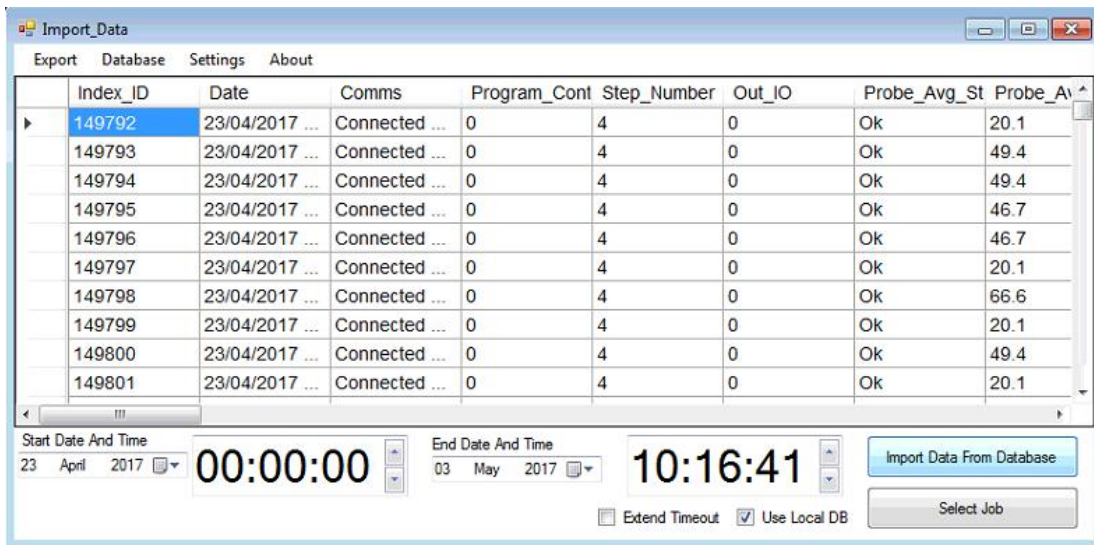 Import_Data
Export Database Settings About
Index_ID Date Comms Program_Cont Step_Number Out_IO Probe_Avg_St Probe_Av
149792 23/04/2017 ... Connected ... 0 4 0 Ok 20.1
149793 23/04/2017 ... Connected ... 0 4 0 Ok 49.4
149794 23/04/2017 ... Connected ... 0 4 0 Ok 49.4
149795 23/04/2017 ... Connected ... 0 4 0 Ok 46.7
149796 23/04/2017 ... Connected ... 0 4 0 Ok 46.7
149797 23/04/2017 ... Connected ... 0 4 0 Ok 20.1
149798 23/04/2017 ... Connected ... 0 4 0 Ok 66.6
149799 23/04/2017 ... Connected ... 0 4 0 Ok 20.1
149800 23/04/2017 ... Connected ... 0 4 0 Ok 49.4
149801 23/04/2017 ... Connected ... 0 4 0 Ok 20.1
Start Date And Time End Date And Time
23 April 2017 00:00:00 03 May 2017 10:16:41 Import Data From Database
Extend Timeout Use Local DB Select Job